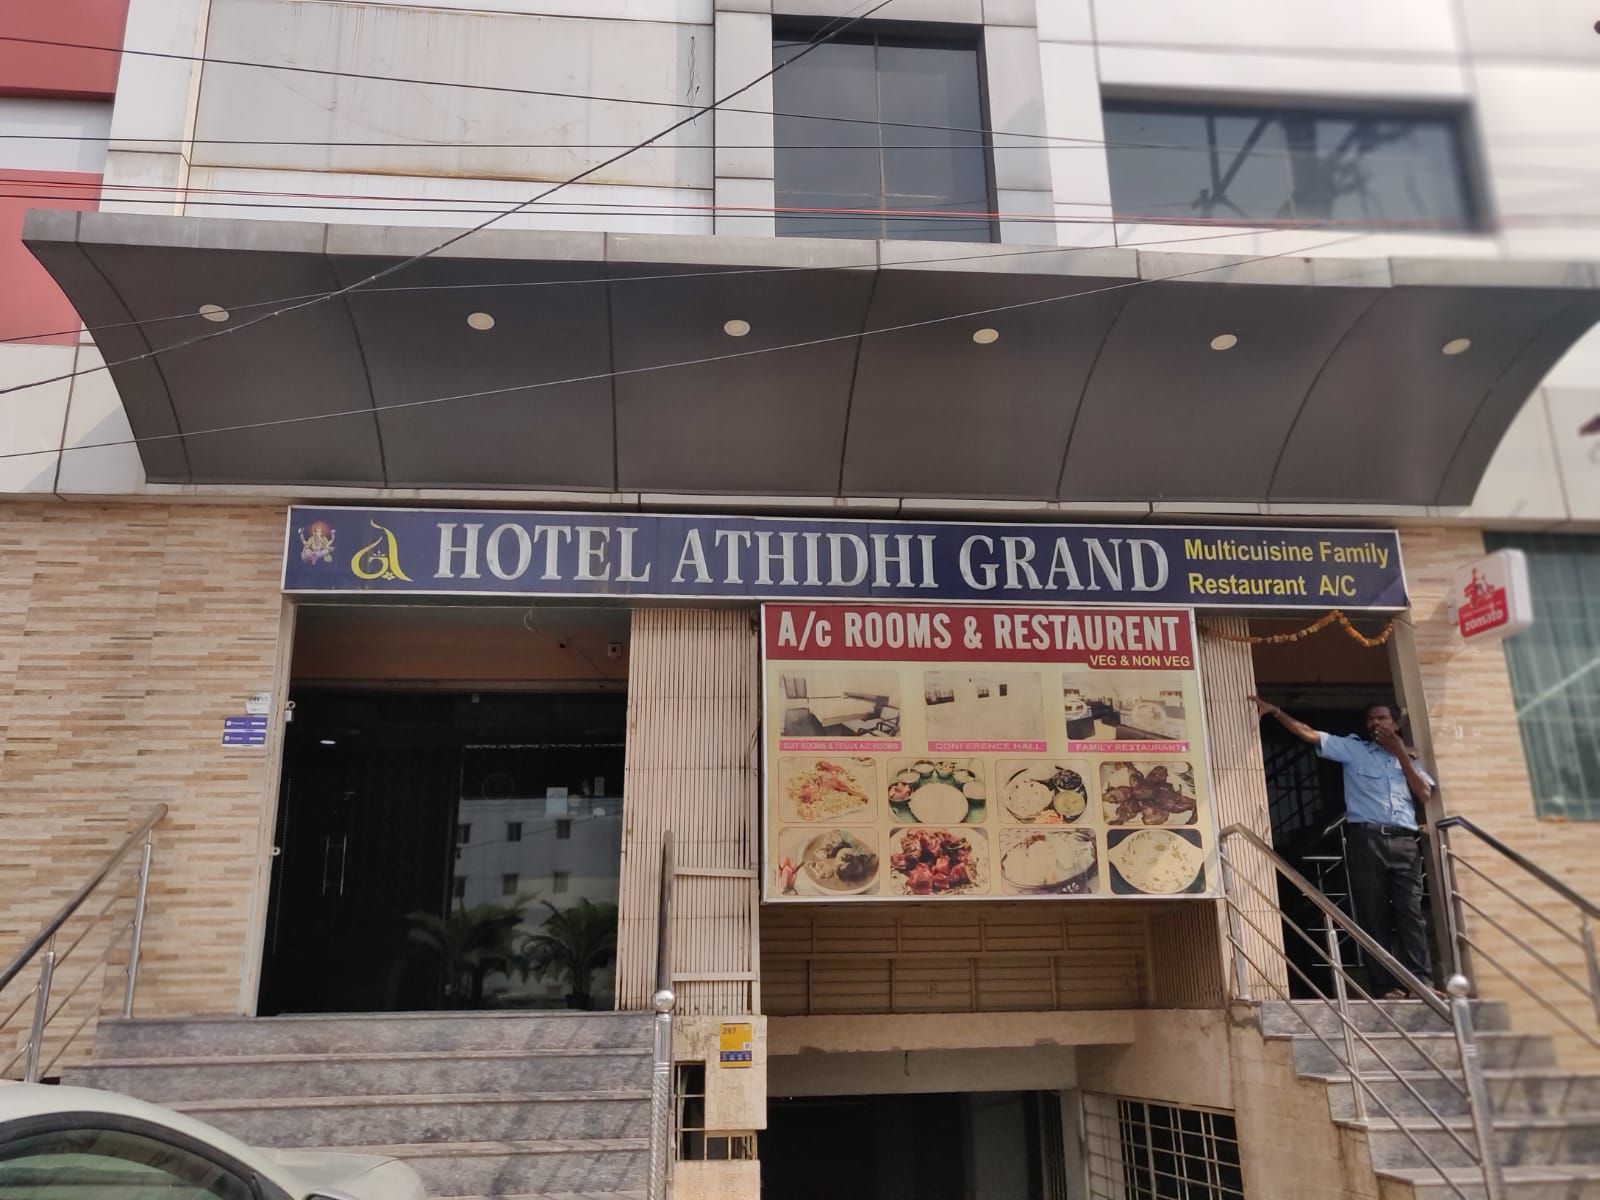 HOTEL ATHIDHI GRAND
Multicuisine Family
Restaurant A/C
zomato
A/c ROOMS & RESTAURENT
VEG & NON VEG
SUIT ROOMS & DELUX A/C ROOMS
CONFERENCE HALL
FAMILY RESTAURANT
297